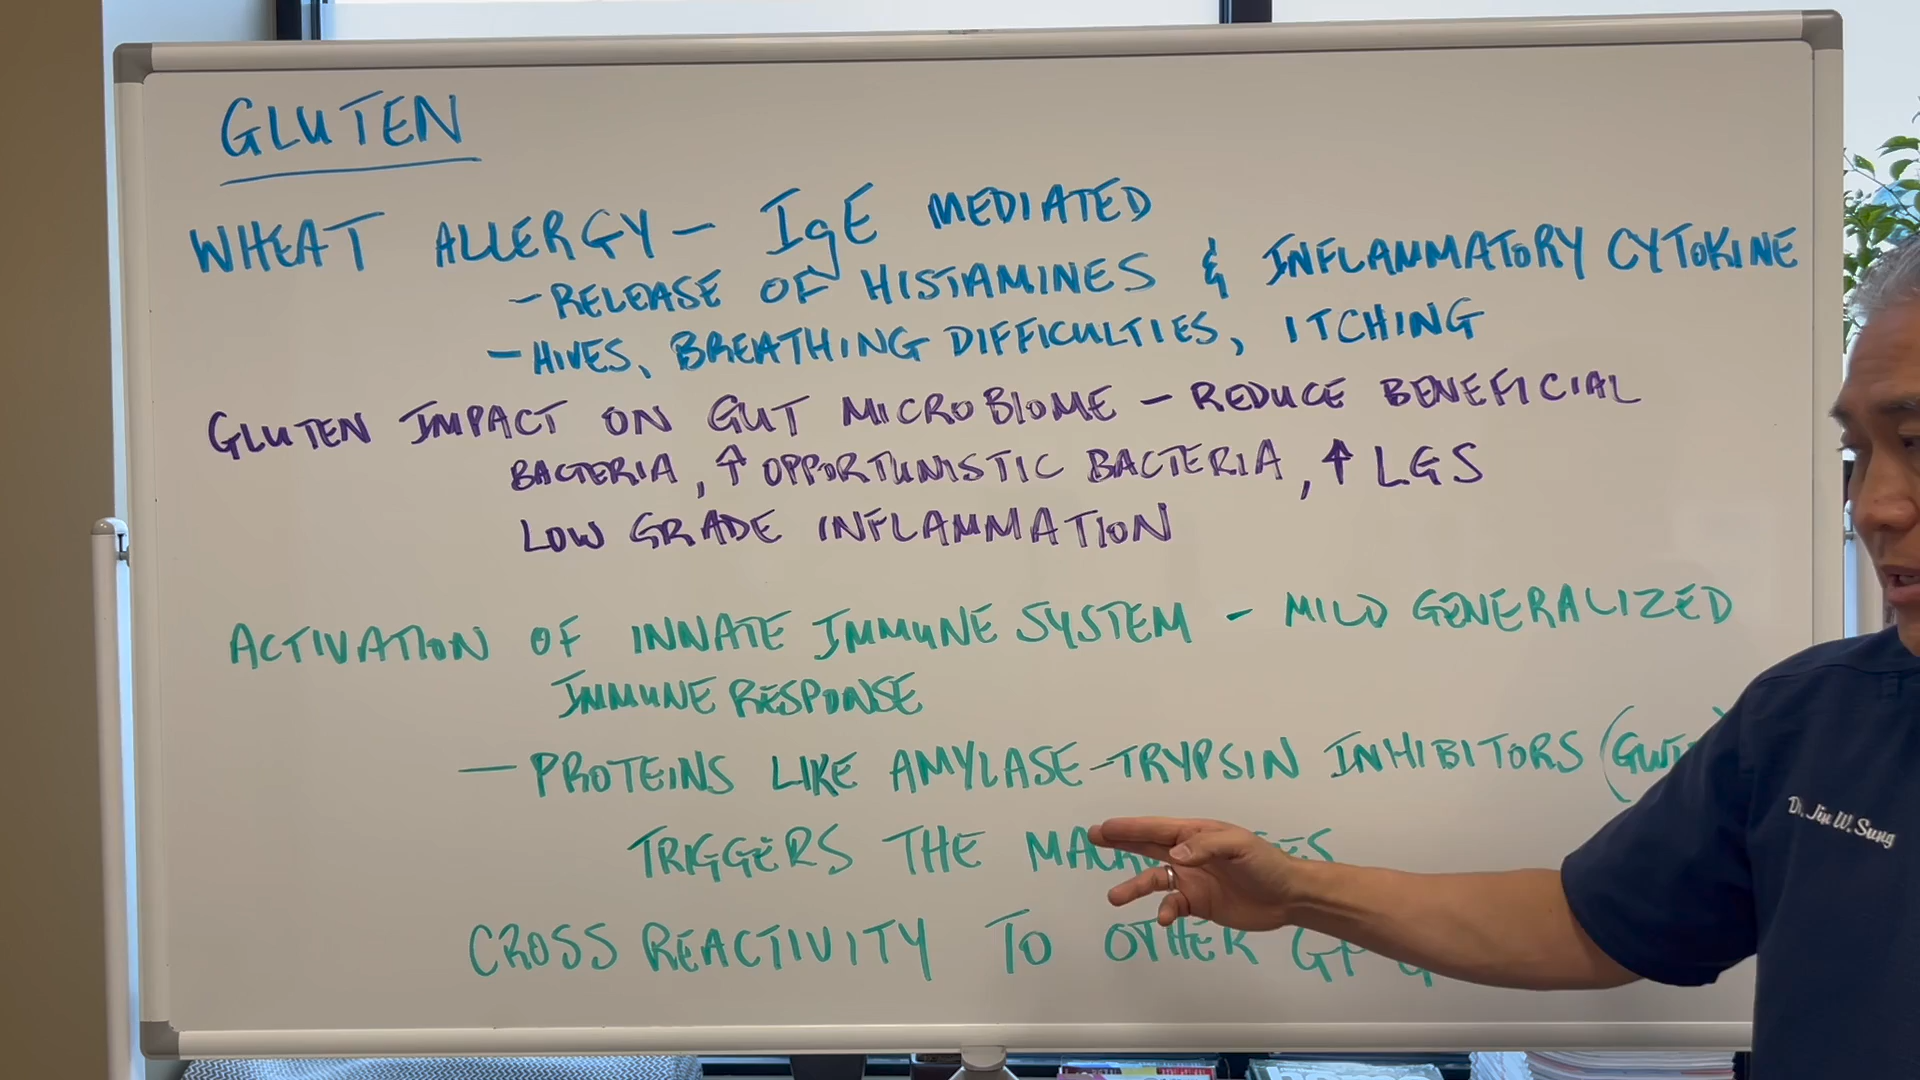 GLUTEN
WHEAT ALLERGY - IgE MEDIATED
- RELEASE OF HISTAMINES & INFLAMMATORY CYTOKINE
- HIVES, BREATHING DIFFICULTIES, ITCHING
GLUTEN IMPACT ON GUT MICROBIOME - REDUCE BENEFICIAL
BACTERIA, ↑ OPPORTUNISTIC BACTERIA, ↑ LGS
LOW GRADE INFLAMMATION
ACTIVATION OF INNATE IMMUNE SYSTEM - MILD GENERALIZED
IMMUNE RESPONSE
- PROTEINS LIKE AMYLASE-TRYPSIN INHIBITORS
TRIGGERS THE
CROSS REACTIVITY TO OTHER
Dr. Jin W. Sung